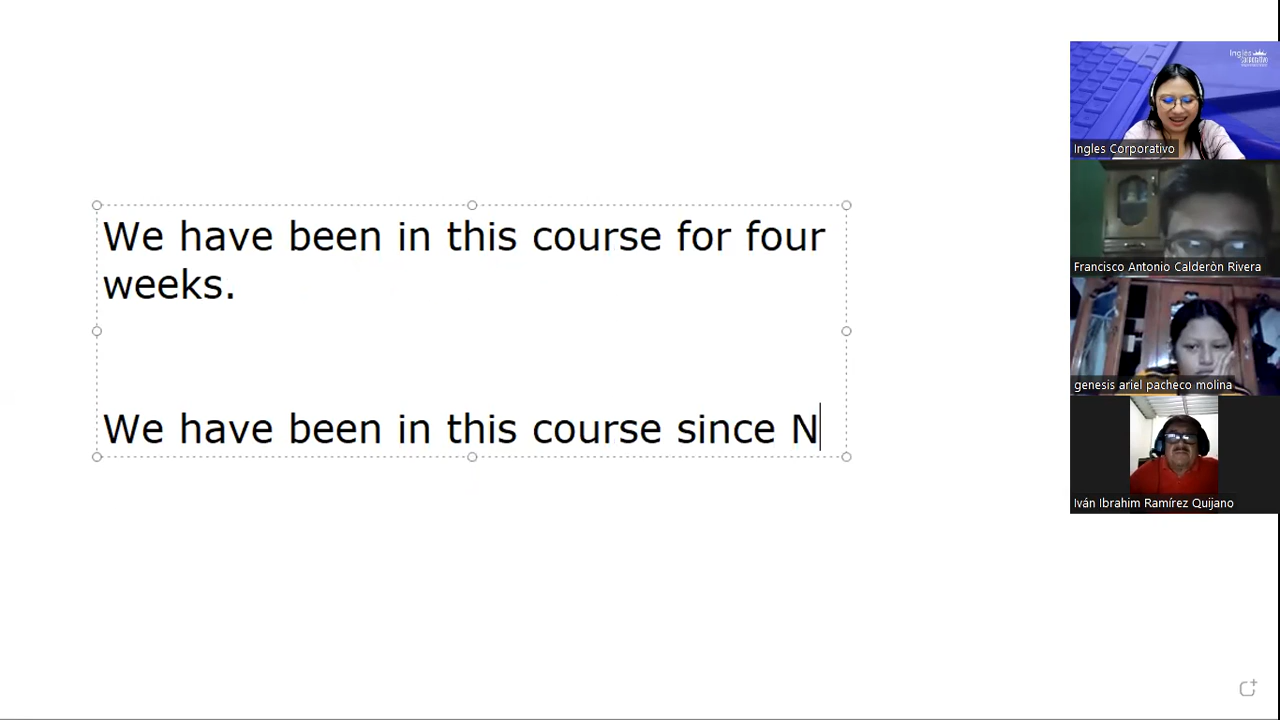 We have been in this course for four
weeks.
We have been in this course since N
Ingles Corporativo
Francisco Antonio Calderòn Rivera
genesis ariel pacheco molina
Iván Ibrahim Ramírez Quijano